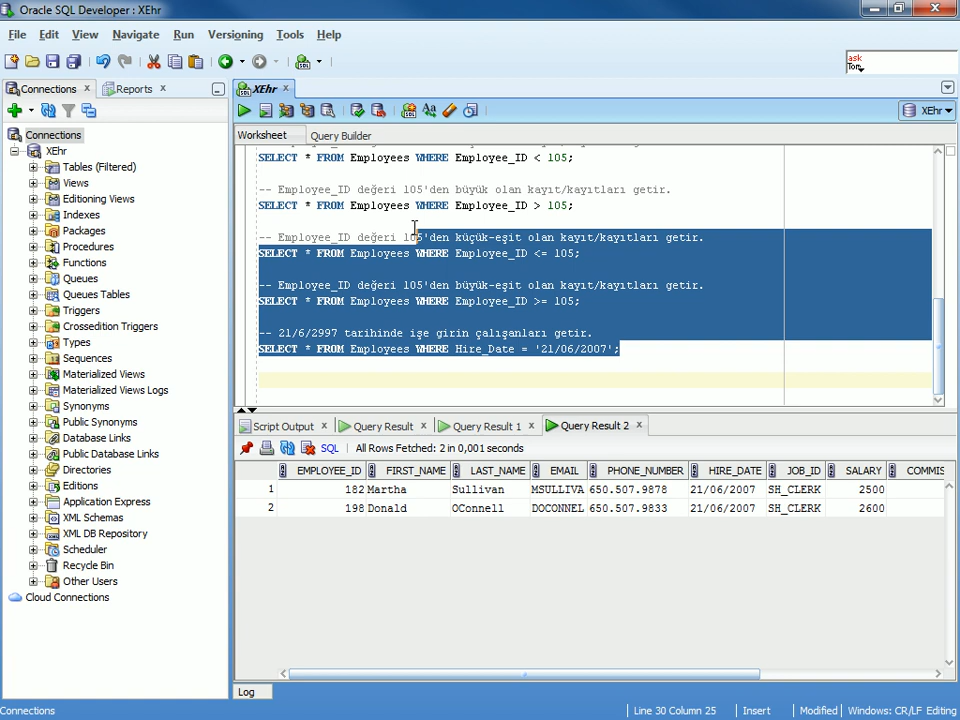 Oracle SQL Developer : XEhr
File Edit View Navigate Run Versioning Tools Help
ask
Tom
Connections Reports XEhr
XEhr
Worksheet Query Builder
Connections
XEhr
Tables (Filtered)
Views
Editioning Views
Indexes
Packages
Procedures
Functions
Queues
Queues Tables
Triggers
Crossedition Triggers
Types
Sequences
Materialized Views
Materialized Views Logs
Synonyms
Public Synonyms
Database Links
Public Database Links
Directories
Editions
Application Express
XML Schemas
XML DB Repository
Scheduler
Recycle Bin
Other Users
Cloud Connections
SELECT * FROM Employees WHERE Employee_ID < 105;
-- Employee_ID değeri 105'den büyük olan kayıt/kayıtları getir.
SELECT * FROM Employees WHERE Employee_ID > 105;
-- Employee_ID değeri 105'den küçük-eşit olan kayıt/kayıtları getir.
SELECT * FROM Employees WHERE Employee_ID <= 105;
-- Employee_ID değeri 105'den büyük-eşit olan kayıt/kayıtları getir.
SELECT * FROM Employees WHERE Employee_ID >= 105;
-- 21/6/2997 tarihinde işe girin çalışanları getir.
SELECT * FROM Employees WHERE Hire_Date = '21/06/2007';
Script Output Query Result Query Result 1 Query Result 2
SQL All Rows Fetched: 2 in 0,001 seconds
EMPLOYEE_ID FIRST_NAME LAST_NAME EMAIL PHONE_NUMBER HIRE_DATE JOB_ID SALARY COMMIS
1 182 Martha Sullivan MSULLIVA 650.507.9878 21/06/2007 SH_CLERK 2500
2 198 Donald OConnell DOCONNEL 650.507.9833 21/06/2007 SH_CLERK 2600
Log
Connections Line 30 Column 25 Insert Modified Windows: CR/LF Editing